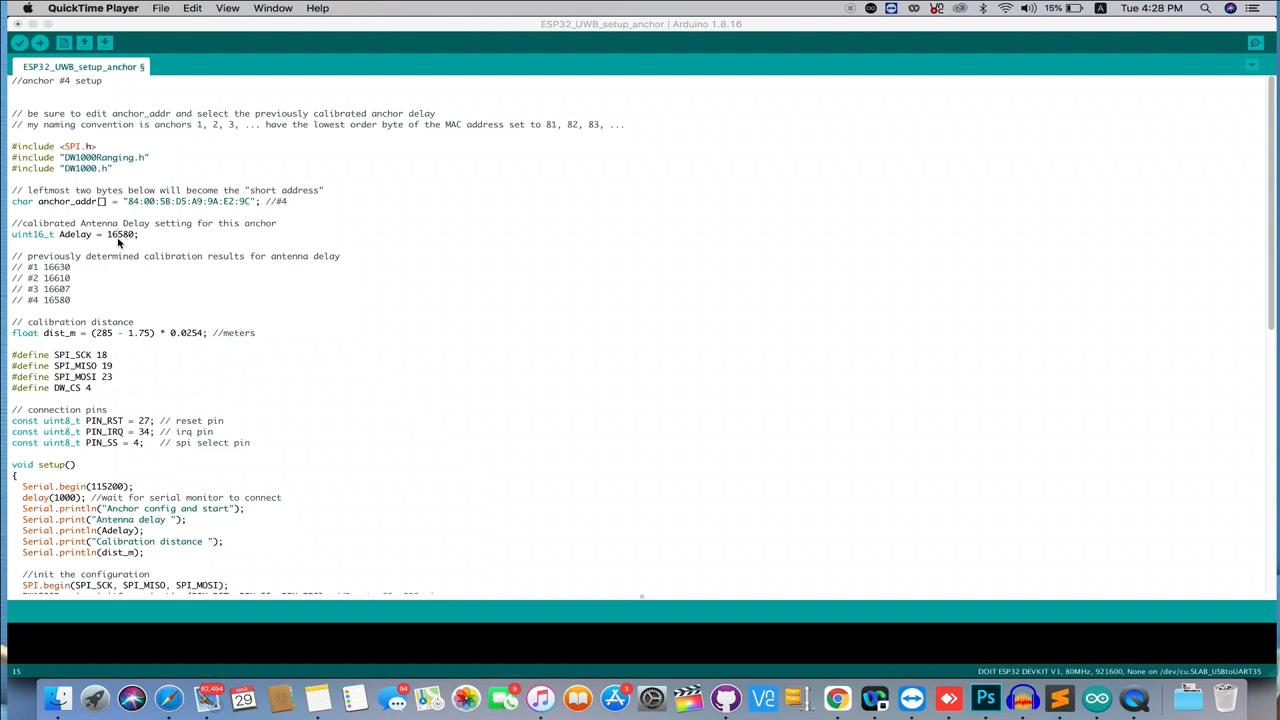 QuickTime Player File Edit View Window Help
15% A Tue 4:28 PM
ESP32_UWB_setup_anchor | Arduino 1.8.16
ESP32_UWB_setup_anchor §
//anchor #4 setup
// be sure to edit anchor_addr and select the previously calibrated anchor delay
// my naming convention is anchors 1, 2, 3, ... have the lowest order byte of the MAC address set to 81, 82, 83, ...
#include <SPI.h>
#include "DW1000Ranging.h"
#include "DW1000.h"
// leftmost two bytes below will become the "short address"
char anchor_addr[] = "84:00:5B:D5:A9:9A:E2:9C"; //#4
//calibrated Antenna Delay setting for this anchor
uint16_t Adelay = 16580;
// previously determined calibration results for antenna delay
// #1 16630
// #2 16610
// #3 16607
// #4 16580
// calibration distance
float dist_m = (285 - 1.75) * 0.0254; //meters
#define SPI_SCK 18
#define SPI_MISO 19
#define SPI_MOSI 23
#define DW_CS 4
// connection pins
const uint8_t PIN_RST = 27; // reset pin
const uint8_t PIN_IRQ = 34; // irq pin
const uint8_t PIN_SS = 4;   // spi select pin
void setup()
{
Serial.begin(115200);
delay(1000); //wait for serial monitor to connect
Serial.println("Anchor config and start");
Serial.print("Antenna delay ");
Serial.println(Adelay);
Serial.print("Calibration distance ");
Serial.println(dist_m);
//init the configuration
SPI.begin(SPI_SCK, SPI_MISO, SPI_MOSI);
15
DOIT ESP32 DEVKIT V1, 80MHz, 921600, None on /dev/cu.SLAB_USBtoUART35
62,494
MAR
29
94
9
3
Ps